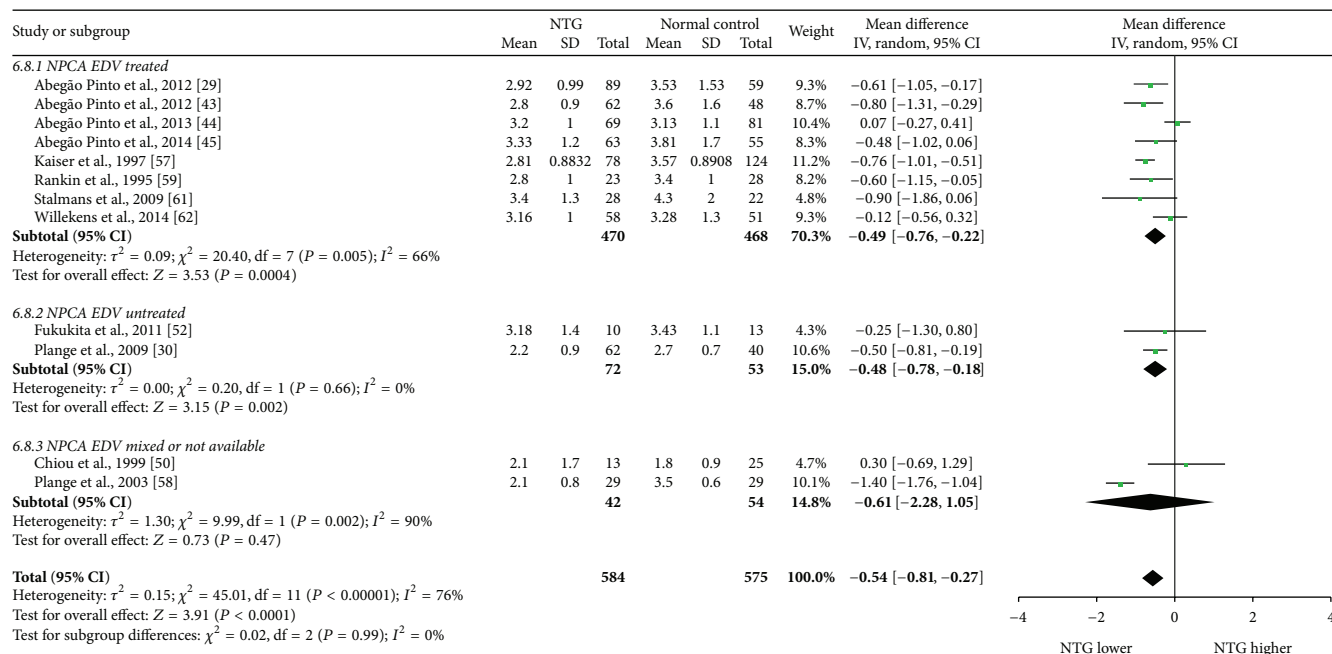 Study or subgroup NTG Normal control Weight Mean difference Mean difference
Mean SD Total Mean SD Total IV, random, 95% CI IV, random, 95% CI
6.8.1 NPCA EDV treated
Abegão Pinto et al., 2012 [29] 2.92 0.99 89 3.53 1.53 59 9.3% −0.61 [−1.05, −0.17]
Abegão Pinto et al., 2012 [43] 2.8 0.9 62 3.6 1.6 48 8.7% −0.80 [−1.31, −0.29]
Abegão Pinto et al., 2013 [44] 3.2 1 69 3.13 1.1 81 10.4% 0.07 [−0.27, 0.41]
Abegão Pinto et al., 2014 [45] 3.33 1.2 63 3.81 1.7 55 8.3% −0.48 [−1.02, 0.06]
Kaiser et al., 1997 [57] 2.81 0.8832 78 3.57 0.8908 124 11.2% −0.76 [−1.01, −0.51]
Rankin et al., 1995 [59] 2.8 1 23 3.4 1 28 8.2% −0.60 [−1.15, −0.05]
Stalmans et al., 2009 [61] 3.4 1.3 28 4.3 2 22 4.8% −0.90 [−1.86, 0.06]
Willekens et al., 2014 [62] 3.16 1 58 3.28 1.3 51 9.3% −0.12 [−0.56, 0.32]
Subtotal (95% CI) 470 468 70.3% −0.49 [−0.76, −0.22]
Heterogeneity: τ² = 0.09; χ² = 20.40, df = 7 (P = 0.005); I² = 66%
Test for overall effect: Z = 3.53 (P = 0.0004)
6.8.2 NPCA EDV untreated
Fukukita et al., 2011 [52] 3.18 1.4 10 3.43 1.1 13 4.3% −0.25 [−1.30, 0.80]
Plange et al., 2009 [30] 2.2 0.9 62 2.7 0.7 40 10.6% −0.50 [−0.81, −0.19]
Subtotal (95% CI) 72 53 15.0% −0.48 [−0.78, −0.18]
Heterogeneity: τ² = 0.00; χ² = 0.20, df = 1 (P = 0.66); I² = 0%
Test for overall effect: Z = 3.15 (P = 0.002)
6.8.3 NPCA EDV mixed or not available
Chiou et al., 1999 [50] 2.1 1.7 13 1.8 0.9 25 4.7% 0.30 [−0.69, 1.29]
Plange et al., 2003 [58] 2.1 0.8 29 3.5 0.6 29 10.1% −1.40 [−1.76, −1.04]
Subtotal (95% CI) 42 54 14.8% −0.61 [−2.28, 1.05]
Heterogeneity: τ² = 1.30; χ² = 9.99, df = 1 (P = 0.002); I² = 90%
Test for overall effect: Z = 0.73 (P = 0.47)
Total (95% CI) 584 575 100.0% −0.54 [−0.81, −0.27]
Heterogeneity: τ² = 0.15; χ² = 45.01, df = 11 (P < 0.00001); I² = 76%
Test for overall effect: Z = 3.91 (P < 0.0001)
Test for subgroup differences: χ² = 0.02, df = 2 (P = 0.99); I² = 0%
−4 −2 0 2 4
NTG lower NTG higher